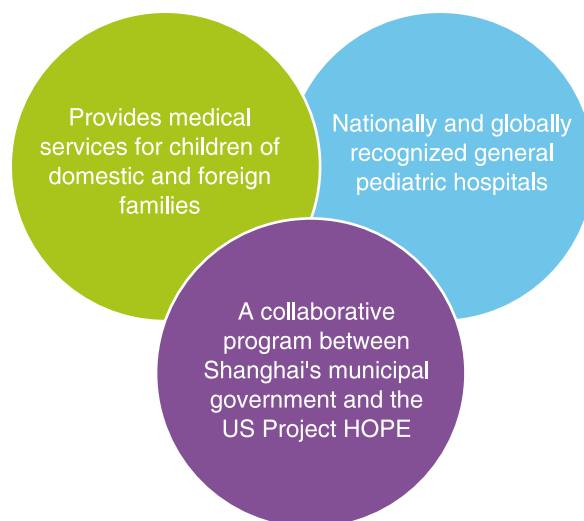 Provides medical
services for children of
domestic and foreign
families
Nationally and globally
recognized general
pediatric hospitals
A collaborative
program between
Shanghai's municipal
government and the
US Project HOPE